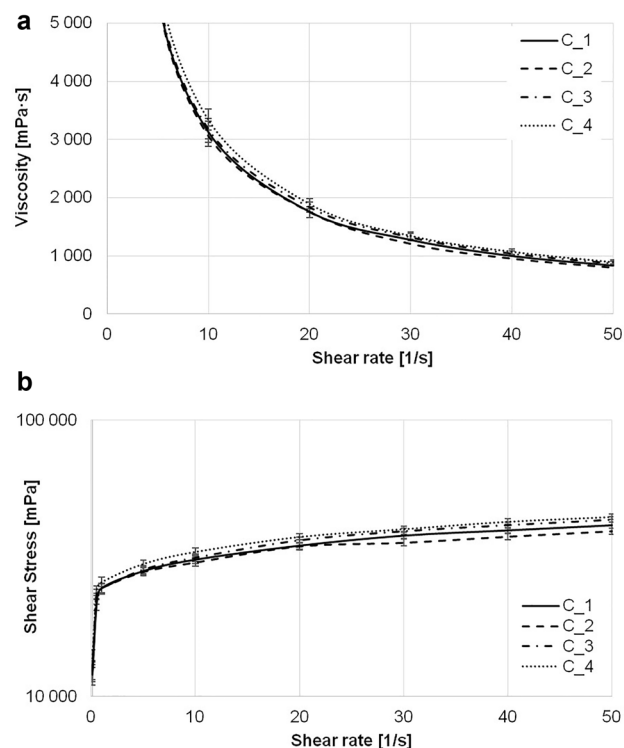 a
5 000
4 000
3 000
2 000
1 000
0
Viscosity [mPa·s]
C_1
C_2
C_3
C_4
0 10 20 30 40 50
Shear rate [1/s]
b
100 000
10 000
Shear Stress [mPa]
C_1
C_2
C_3
C_4
0 10 20 30 40 50
Shear rate [1/s]